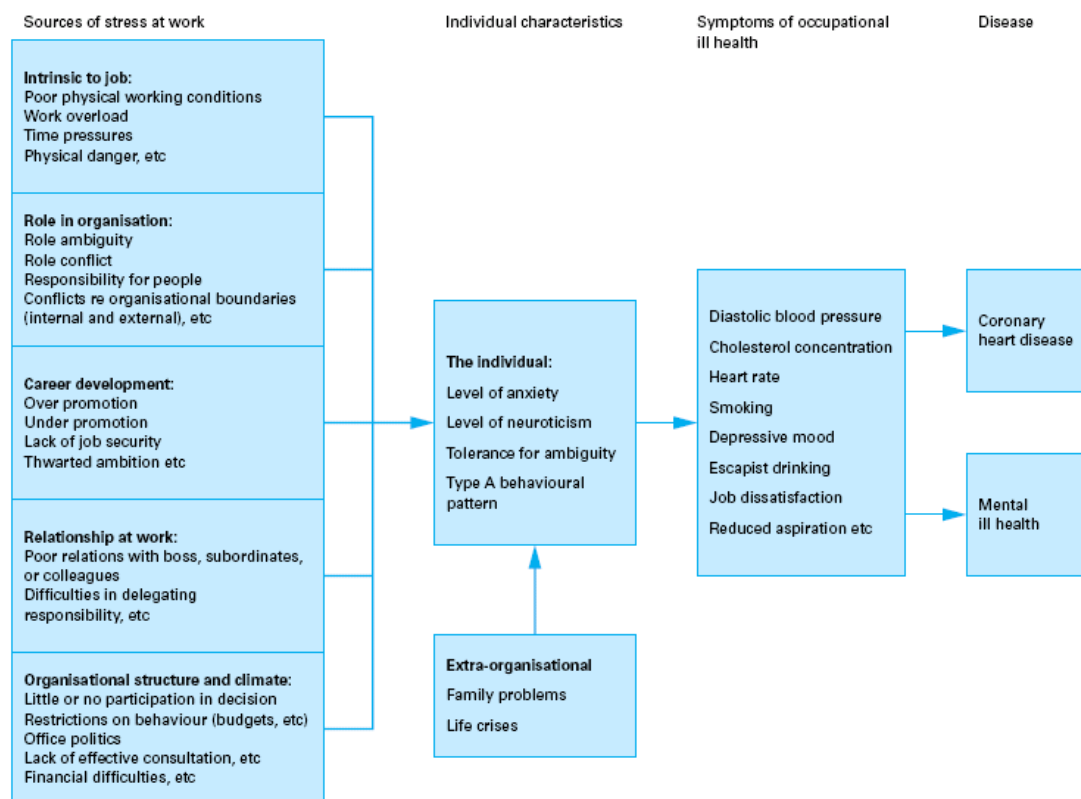 Sources of stress at work
Individual characteristics
Symptoms of occupational
ill health
Disease
Intrinsic to job:
Poor physical working conditions
Work overload
Time pressures
Physical danger, etc
Role in organisation:
Role ambiguity
Role conflict
Responsibility for people
Conflicts re organisational boundaries
(internal and external), etc
Career development:
Over promotion
Under promotion
Lack of job security
Thwarted ambition etc
Relationship at work:
Poor relations with boss, subordinates,
or colleagues
Difficulties in delegating
responsibility, etc
Organisational structure and climate:
Little or no participation in decision
Restrictions on behaviour (budgets, etc)
Office politics
Lack of effective consultation, etc
Financial difficulties, etc
The individual:
Level of anxiety
Level of neuroticism
Tolerance for ambiguity
Type A behavioural
pattern
Extra-organisational
Family problems
Life crises
Diastolic blood pressure
Cholesterol concentration
Heart rate
Smoking
Depressive mood
Escapist drinking
Job dissatisfaction
Reduced aspiration etc
Coronary
heart disease
Mental
ill health